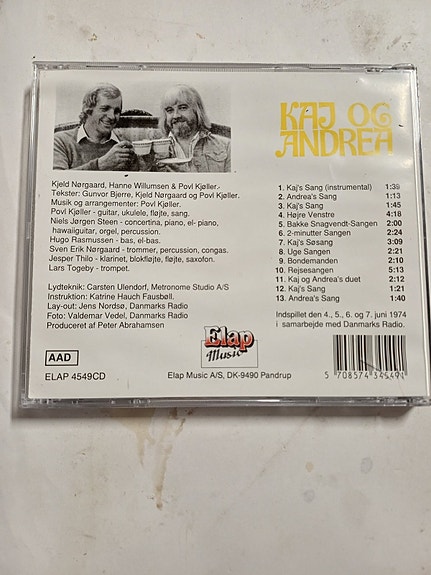 KAJ OG
ANDREA
Kjeld Nørgaard, Hanne Willumsen & Povl Kjøller.-
Tekster: Gunvor Bjerre, Kjeld Nørgaard og Povl Kjøller.
Musik og arrangementer: Povl Køller.
Povl Kjøller - guitar, ukulele, fløjte, sang.
Niels Jørgen Steen - concertina, piano, el- piano,
hawaiiguitar, orgel, percussion.
Hugo Rasmussen - bas, el-bas.
Sven Erik Nørgaard - trommer, percussion, congas.
Jesper Thilo - klarinet, blokfløjte, fløjte, saxofon.
Lars Togeby - trompet.
Lydteknik: Carsten Ulendorf, Metronome Studio A/S
Instruktion: Katrine Hauch Fausbøll.
Lay-out: Jens Nordsø, Danmarks Radio
Foto: Valdemar Vedel, Danmarks Radio
Produceret af Peter Abrahamsen
1. Kaj's Sang (instrumental) 1:39
2. Andrea's Sang 1:13
3. Kaj's Sang 1:45
4. Højre Venstre 4:18
5. Bakke Snagvendt-Sangen 2:00
6. 2-minutter Sangen 2:24
7. Kaj's Søsang 3:09
8. Uge Sangen 2:21
9. Bondemanden 2:10
10. Rejsesangen 5:13
11. Kaj og Andrea's duet 2:12
12. Kaj's Sang 1:21
13. Andrea's Sang 1:40
Indspillet den 4., 5., 6. og 7. juni 1974
i samarbejde med Danmarks Radio.
AAD
ELAP 4549CD
Elap
Music
Elap Music A/S, DK-9490 Pandrup
5 708574 345491